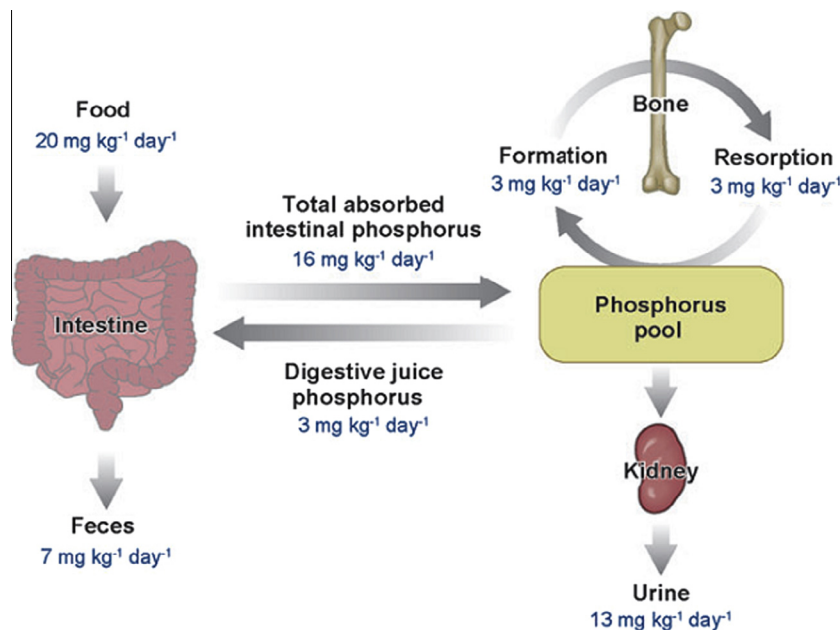 Food
20 mg kg⁻¹ day⁻¹
Bone
Formation
3 mg kg⁻¹ day⁻¹
Resorption
3 mg kg⁻¹ day⁻¹
Total absorbed
intestinal phosphorus
16 mg kg⁻¹ day⁻¹
Intestine
Phosphorus
pool
Digestive juice
phosphorus
3 mg kg⁻¹ day⁻¹
Kidney
Feces
7 mg kg⁻¹ day⁻¹
Urine
13 mg kg⁻¹ day⁻¹